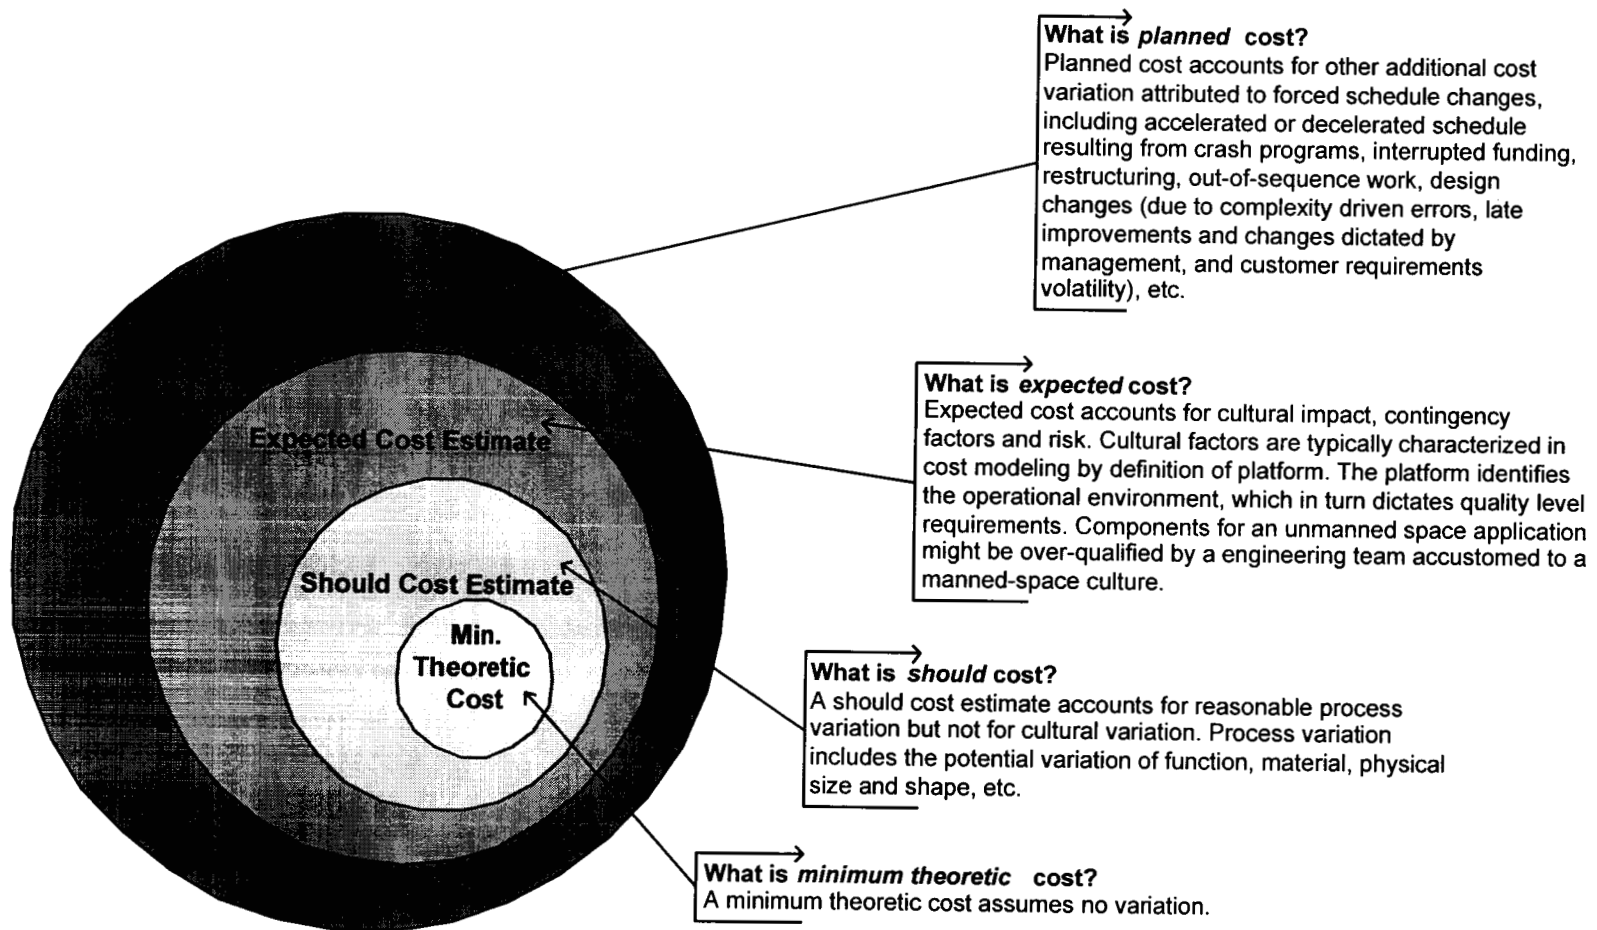 What is planned cost?
Planned cost accounts for other additional cost
variation attributed to forced schedule changes,
including accelerated or decelerated schedule
resulting from crash programs, interrupted funding,
restructuring, out-of-sequence work, design
changes (due to complexity driven errors, late
improvements and changes dictated by
management, and customer requirements
volatility), etc.
What is expected cost?
Expected cost accounts for cultural impact, contingency
factors and risk. Cultural factors are typically characterized in
cost modeling by definition of platform. The platform identifies
the operational environment, which in turn dictates quality level
requirements. Components for an unmanned space application
might be over-qualified by a engineering team accustomed to a
manned-space culture.
Expected Cost Estimate
Should Cost Estimate
Min.
Theoretic
Cost
What is should cost?
A should cost estimate accounts for reasonable process
variation but not for cultural variation. Process variation
includes the potential variation of function, material, physical
size and shape, etc.
What is minimum theoretic cost?
A minimum theoretic cost assumes no variation.